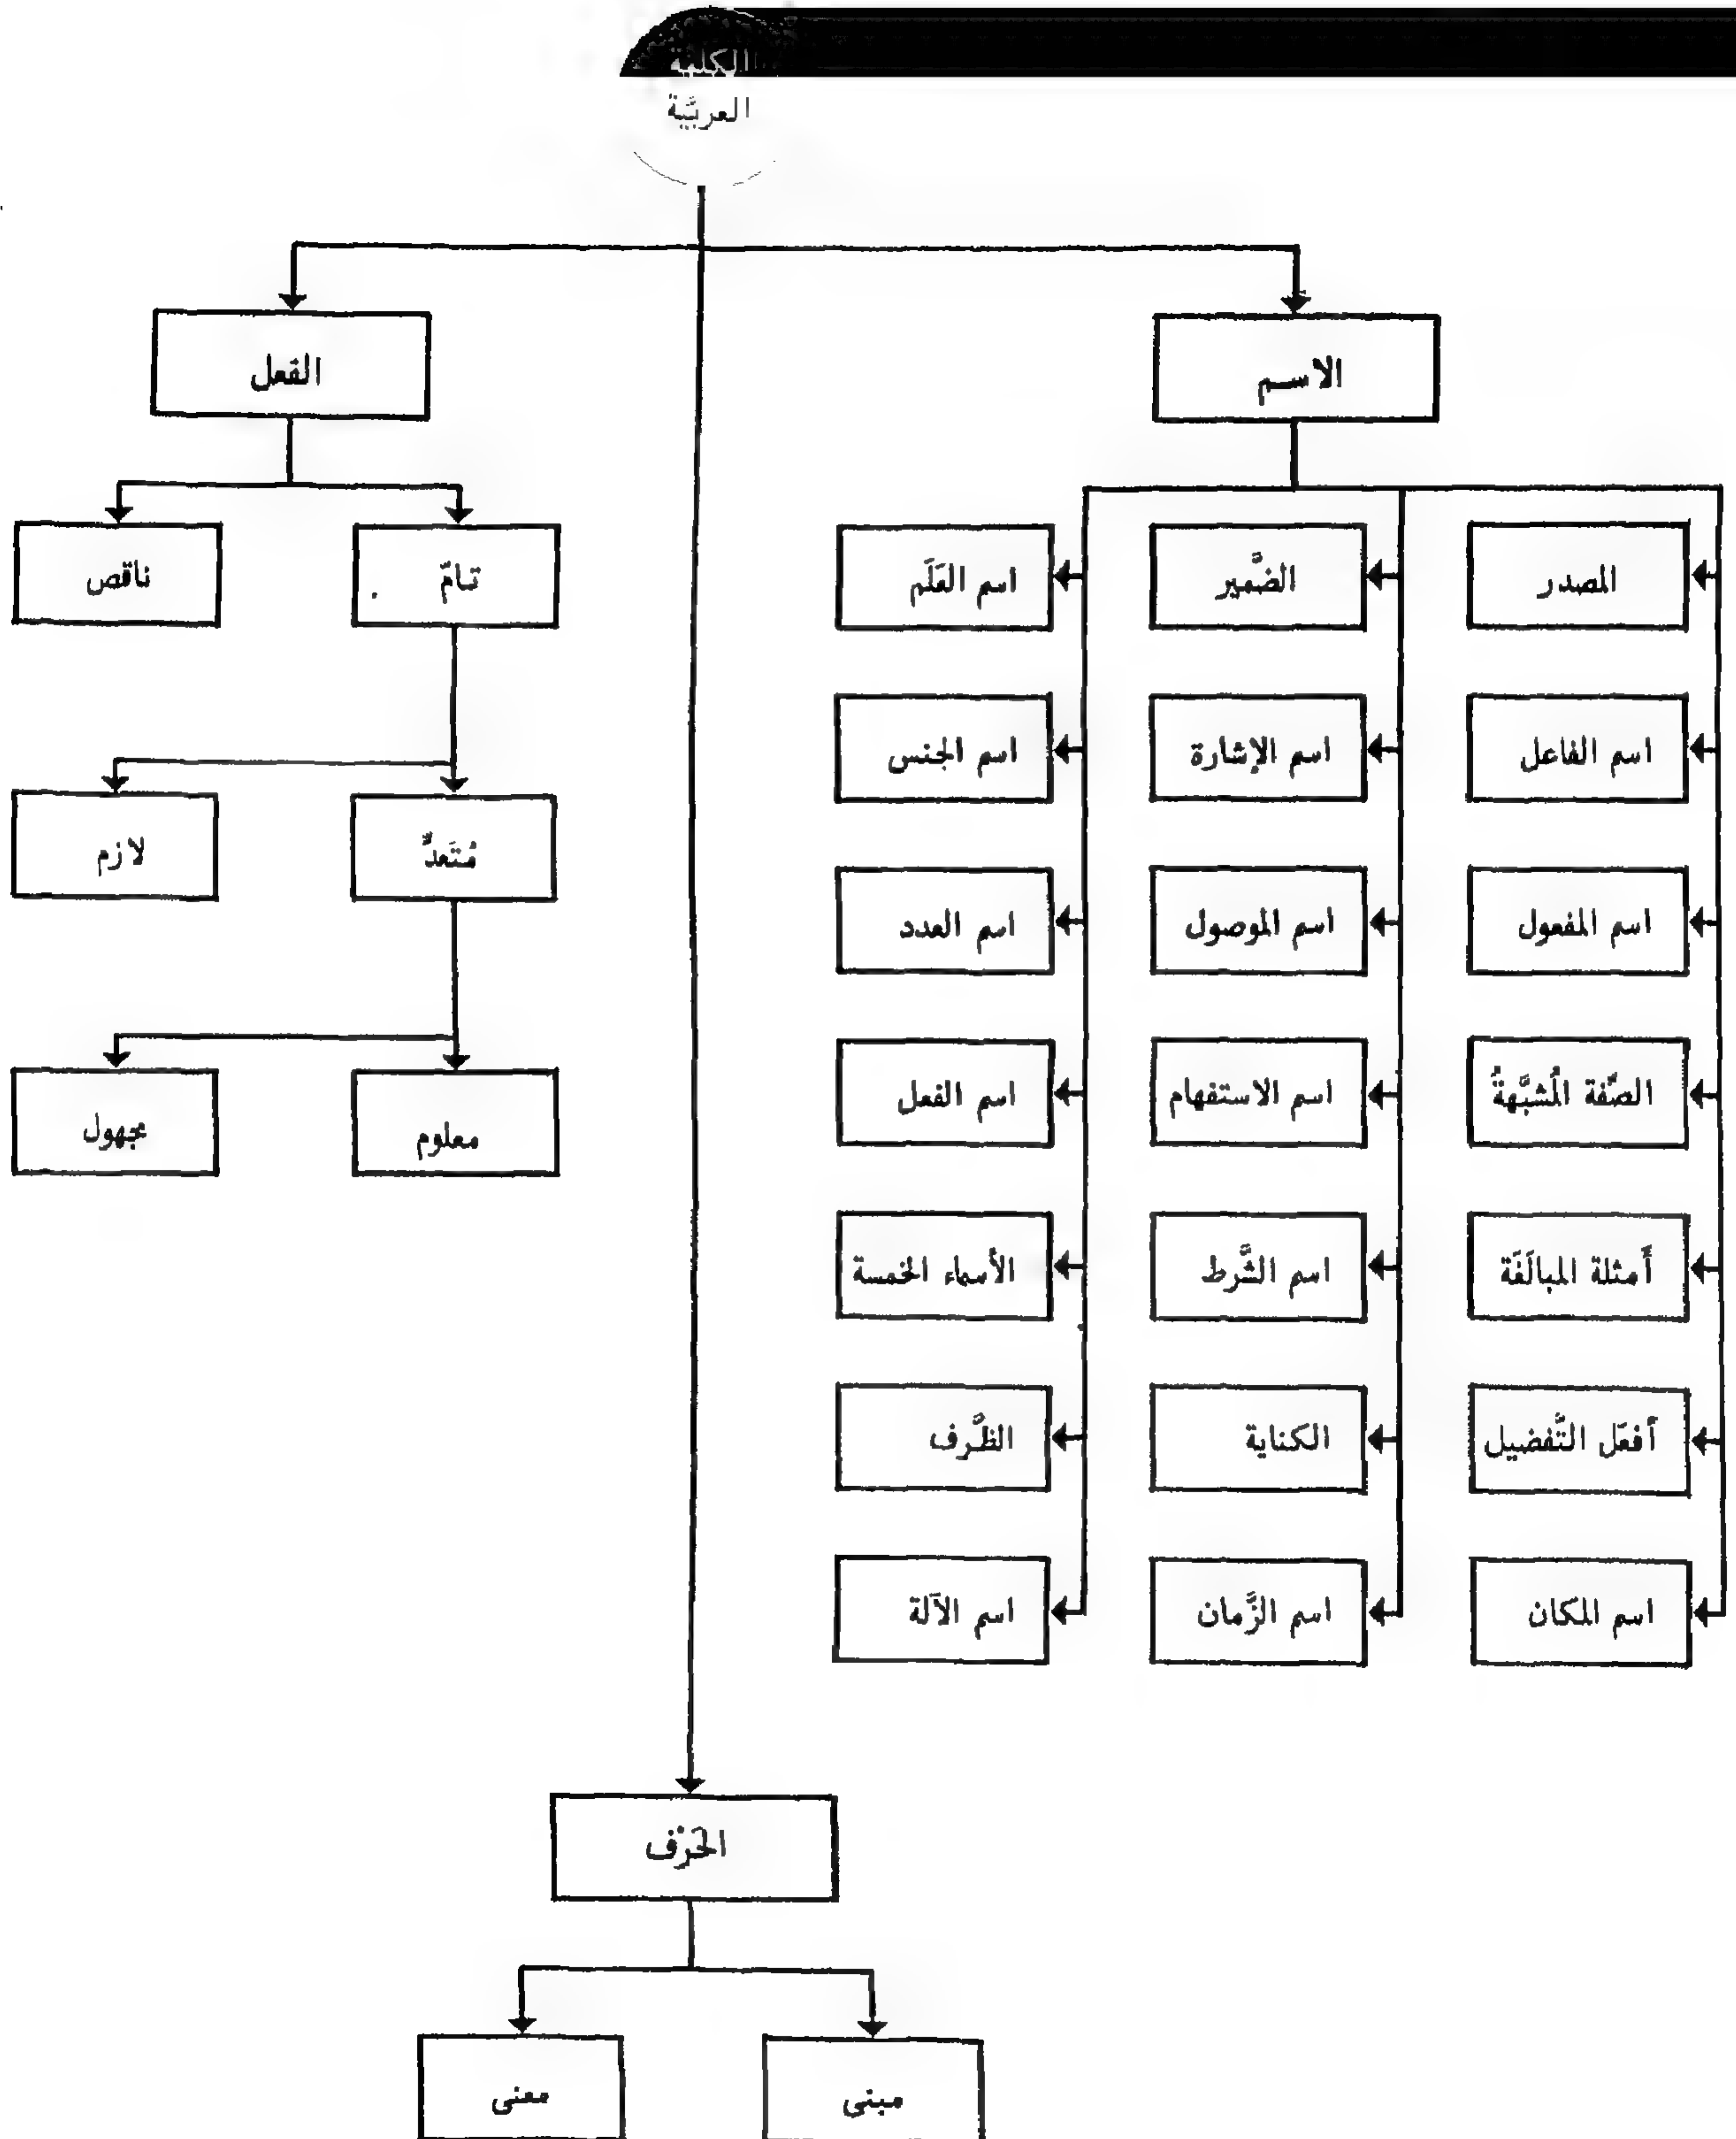 الكلمة
العربيَّة
الاسم
الفعل
المصدر
الضَّمير
اسم العَلَم
تامّ
ناقص
اسم الفاعل
اسم الإشارة
اسم الجنس
مُتَعدٍّ
لازم
اسم المفعول
اسم الموصول
اسم العدد
الصِّفة المُشبَّهةُ
اسم الاستفهام
اسم الفعل
معلوم
مجهول
أمثلة المبالَغَة
اسم الشَّرط
الأسماء الخمسة
أفعَل التَّفضيل
الكناية
الظَّرف
اسم المكان
اسم الزَّمان
اسم الآلة
الحَرْف
مبنى
معنى